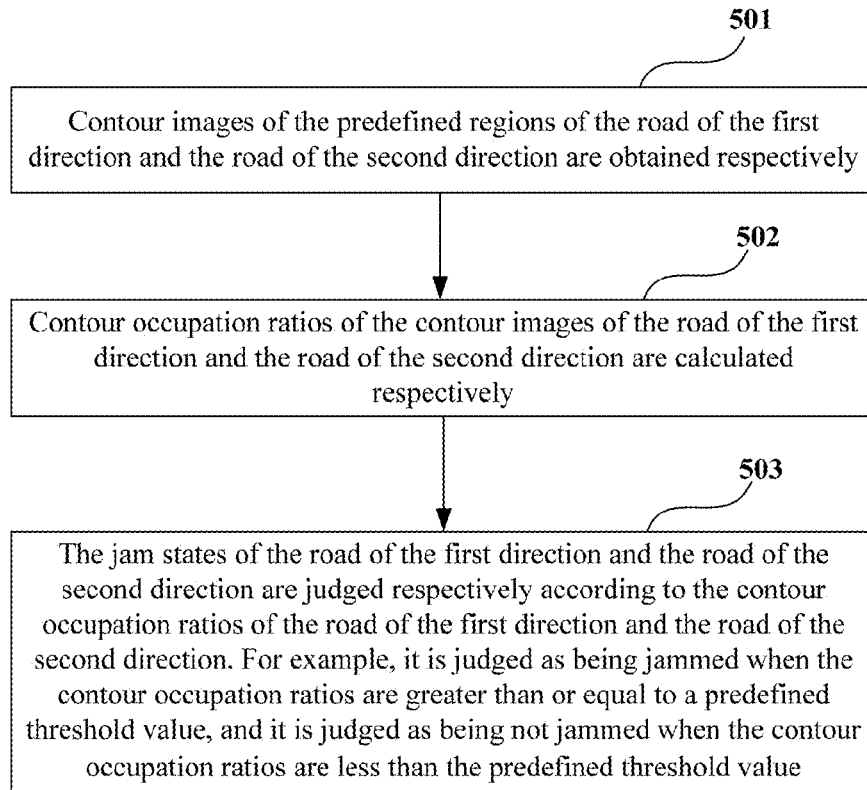 501
Contour images of the predefined regions of the road of the first
direction and the road of the second direction are obtained respectively
502
Contour occupation ratios of the contour images of the road of the first
direction and the road of the second direction are calculated
respectively
503
The jam states of the road of the first direction and the road of the
second direction are judged respectively according to the contour
occupation ratios of the road of the first direction and the road of the
second direction. For example, it is judged as being jammed when the
contour occupation ratios are greater than or equal to a predefined
threshold value, and it is judged as being not jammed when the contour
occupation ratios are less than the predefined threshold value